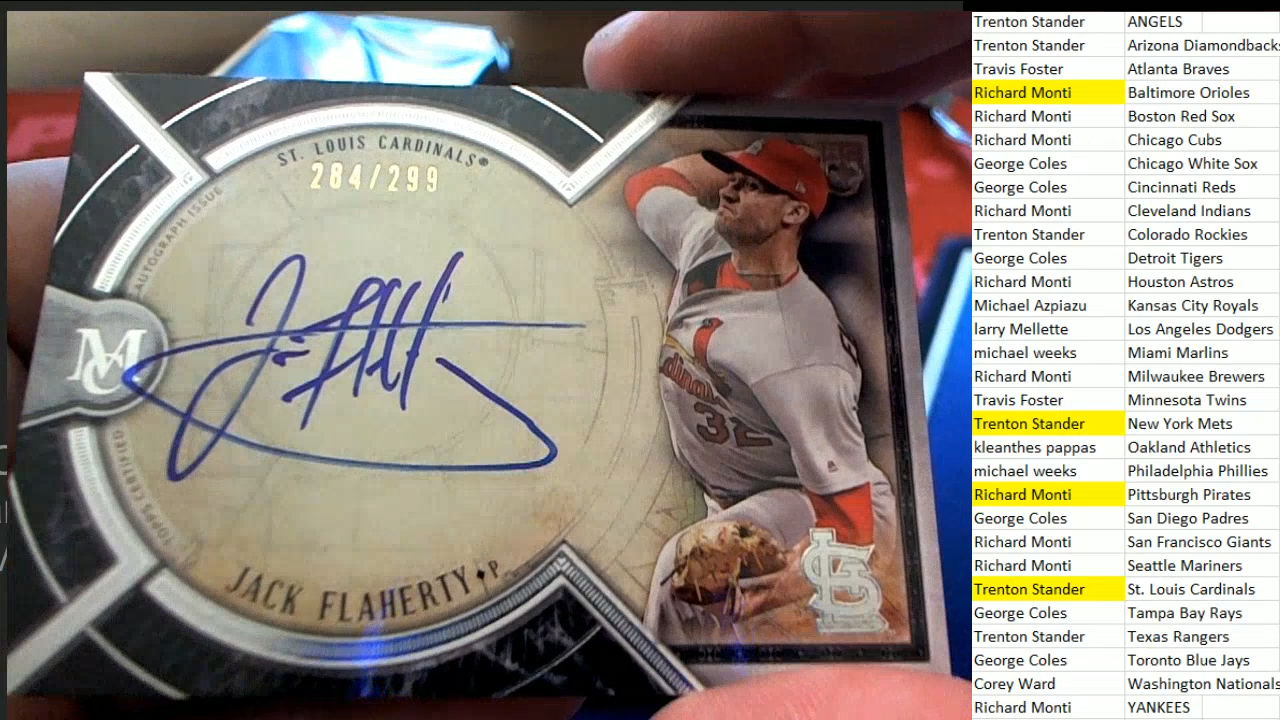 ST. LOUIS CARDINALS®
284/299
AUTOGRAPH ISSUE
MC
TOPPS CERTIFIED
JACK FLAHERTY ♦ P
Cardinals
32
STL
Trenton Stander ANGELS
Trenton Stander Arizona Diamondbacks
Travis Foster Atlanta Braves
Richard Monti Baltimore Orioles
Richard Monti Boston Red Sox
Richard Monti Chicago Cubs
George Coles Chicago White Sox
George Coles Cincinnati Reds
Richard Monti Cleveland Indians
Trenton Stander Colorado Rockies
George Coles Detroit Tigers
Richard Monti Houston Astros
Michael Azpiazu Kansas City Royals
larry Mellette Los Angeles Dodgers
michael weeks Miami Marlins
Richard Monti Milwaukee Brewers
Travis Foster Minnesota Twins
Trenton Stander New York Mets
kleanthes pappas Oakland Athletics
michael weeks Philadelphia Phillies
Richard Monti Pittsburgh Pirates
George Coles San Diego Padres
Richard Monti San Francisco Giants
Richard Monti Seattle Mariners
Trenton Stander St. Louis Cardinals
George Coles Tampa Bay Rays
Trenton Stander Texas Rangers
George Coles Toronto Blue Jays
Corey Ward Washington Nationals
Richard Monti YANKEES